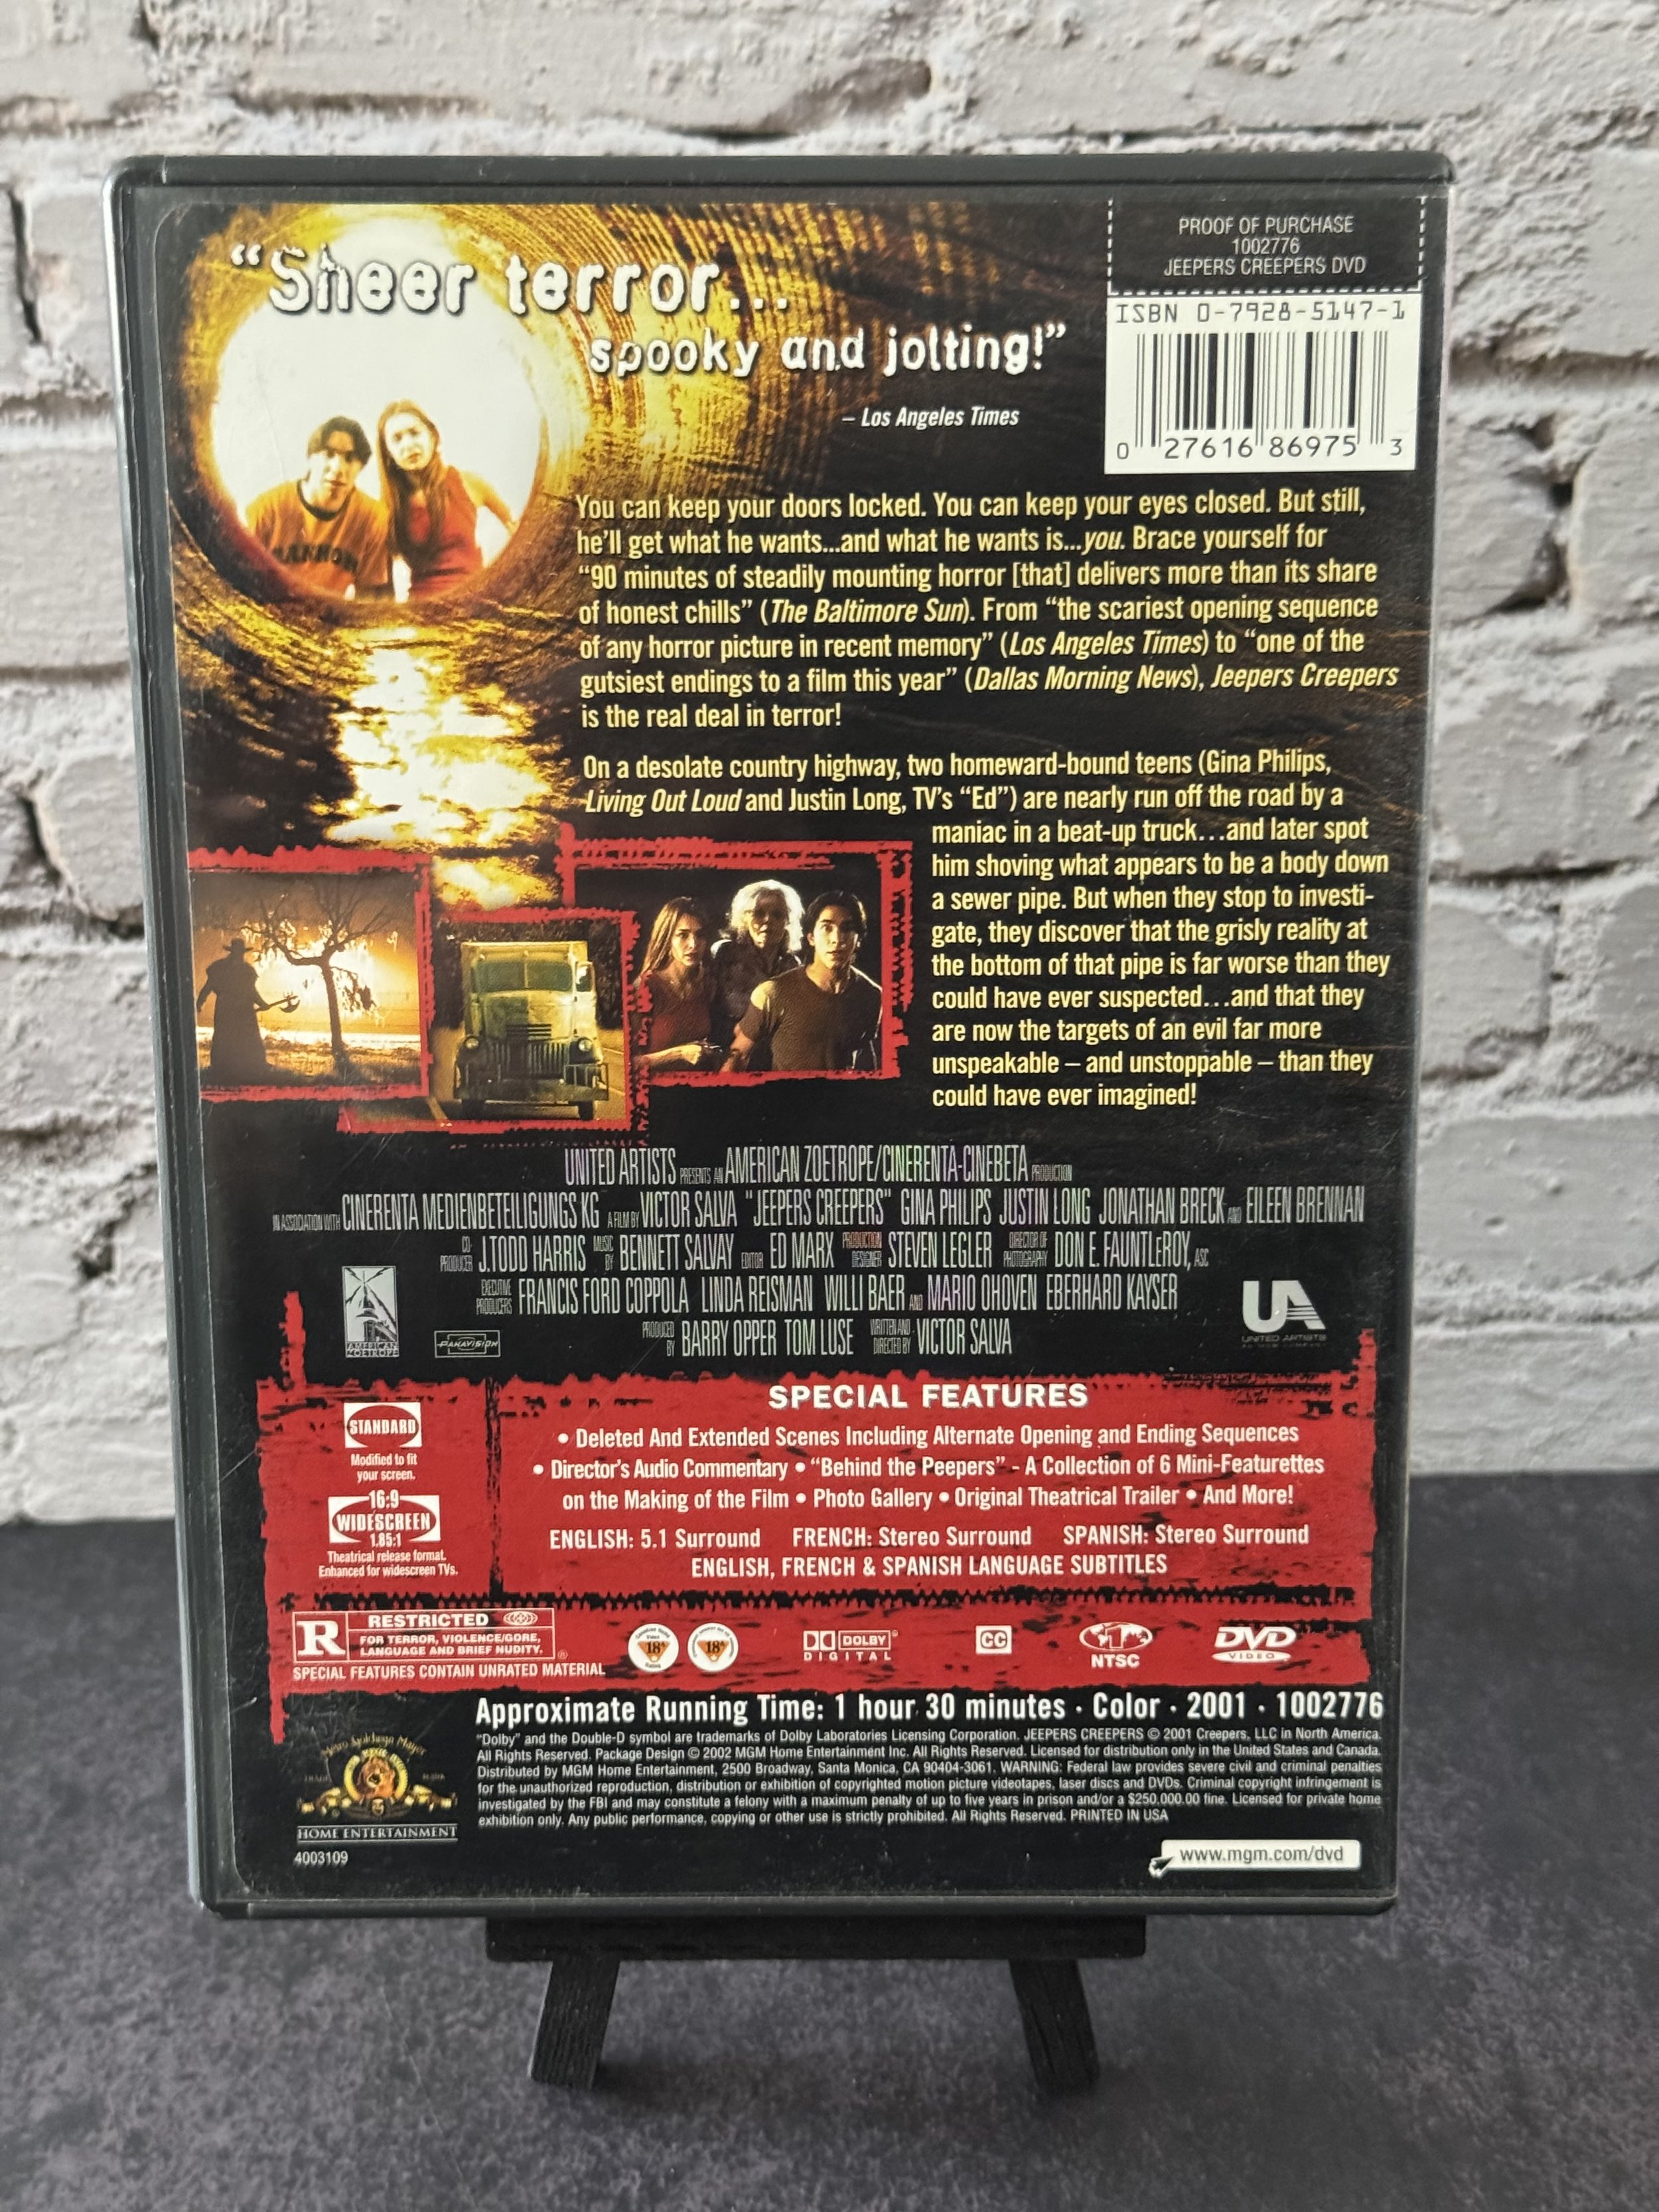 "Sheer terror...
spooky and jolting!"
– Los Angeles Times
PROOF OF PURCHASE
1002776
JEEPERS CREEPERS DVD
ISBN 0-7928-5147-1
0 27616 86975 3
You can keep your doors locked. You can keep your eyes closed. But still,
he'll get what he wants...and what he wants is...you. Brace yourself for
"90 minutes of steadily mounting horror [that] delivers more than its share
of honest chills" (The Baltimore Sun). From "the scariest opening sequence
of any horror picture in recent memory" (Los Angeles Times) to "one of the
gutsiest endings to a film this year" (Dallas Morning News), Jeepers Creepers
is the real deal in terror!
On a desolate country highway, two homeward-bound teens (Gina Philips,
Living Out Loud and Justin Long, TV's "Ed") are nearly run off the road by a
maniac in a beat-up truck...and later spot
him shoving what appears to be a body down
a sewer pipe. But when they stop to investi-
gate, they discover that the grisly reality at
the bottom of that pipe is far worse than they
could have ever suspected...and that they
are now the targets of an evil far more
unspeakable – and unstoppable – than they
could have ever imagined!
UNITED ARTISTS PRESENTS AN AMERICAN ZOETROPE/CINERENTA-CINEBETA PRODUCTION
IN ASSOCIATION WITH CINERENTA MEDIENBETEILIGUNGS KG A FILM BY VICTOR SALVA "JEEPERS CREEPERS" GINA PHILIPS JUSTIN LONG JONATHAN BRECK AND EILEEN BRENNAN
CO-PRODUCER J.TODD HARRIS MUSIC BY BENNETT SALVAY EDITOR ED MARX PRODUCTION DESIGNER STEVEN LEGLER DIRECTOR OF PHOTOGRAPHY DON E. FAUNTLEROY, ASC
EXECUTIVE PRODUCERS FRANCIS FORD COPPOLA LINDA REISMAN WILLI BAER AND MARIO OHOVEN EBERHARD KAYSER
PRODUCED BY BARRY OPPER TOM LUSE WRITTEN AND DIRECTED BY VICTOR SALVA
AMERICAN ZOETROPE
PANAVISION
UA
UNITED ARTISTS
SPECIAL FEATURES
• Deleted And Extended Scenes Including Alternate Opening and Ending Sequences
• Director's Audio Commentary • "Behind the Peepers" - A Collection of 6 Mini-Featurettes
on the Making of the Film • Photo Gallery • Original Theatrical Trailer • And More!
ENGLISH: 5.1 Surround FRENCH: Stereo Surround SPANISH: Stereo Surround
ENGLISH, FRENCH & SPANISH LANGUAGE SUBTITLES
STANDARD
Modified to fit
your screen.
16:9
WIDESCREEN
1.85:1
Theatrical release format.
Enhanced for widescreen TVs.
R RESTRICTED
FOR TERROR, VIOLENCE/GORE,
LANGUAGE AND BRIEF NUDITY.
SPECIAL FEATURES CONTAIN UNRATED MATERIAL
18+
18+
DOLBY
DIGITAL
CC
NTSC
DVD
VIDEO
Approximate Running Time: 1 hour 30 minutes · Color · 2001 · 1002776
"Dolby" and the Double-D symbol are trademarks of Dolby Laboratories Licensing Corporation. JEEPERS CREEPERS © 2001 Creepers, LLC in North America.
All Rights Reserved. Package Design © 2002 MGM Home Entertainment Inc. All Rights Reserved. Licensed for distribution only in the United States and Canada.
Distributed by MGM Home Entertainment, 2500 Broadway, Santa Monica, CA 90404-3061. WARNING: Federal law provides severe civil and criminal penalties
for the unauthorized reproduction, distribution or exhibition of copyrighted motion picture videotapes, laser discs and DVDs. Criminal copyright infringement is
investigated by the FBI and may constitute a felony with a maximum penalty of up to five years in prison and/or a $250,000.00 fine. Licensed for private home
exhibition only. Any public performance, copying or other use is strictly prohibited. All Rights Reserved. PRINTED IN USA
Metro Goldwyn Mayer
HOME ENTERTAINMENT
4003109
www.mgm.com/dvd